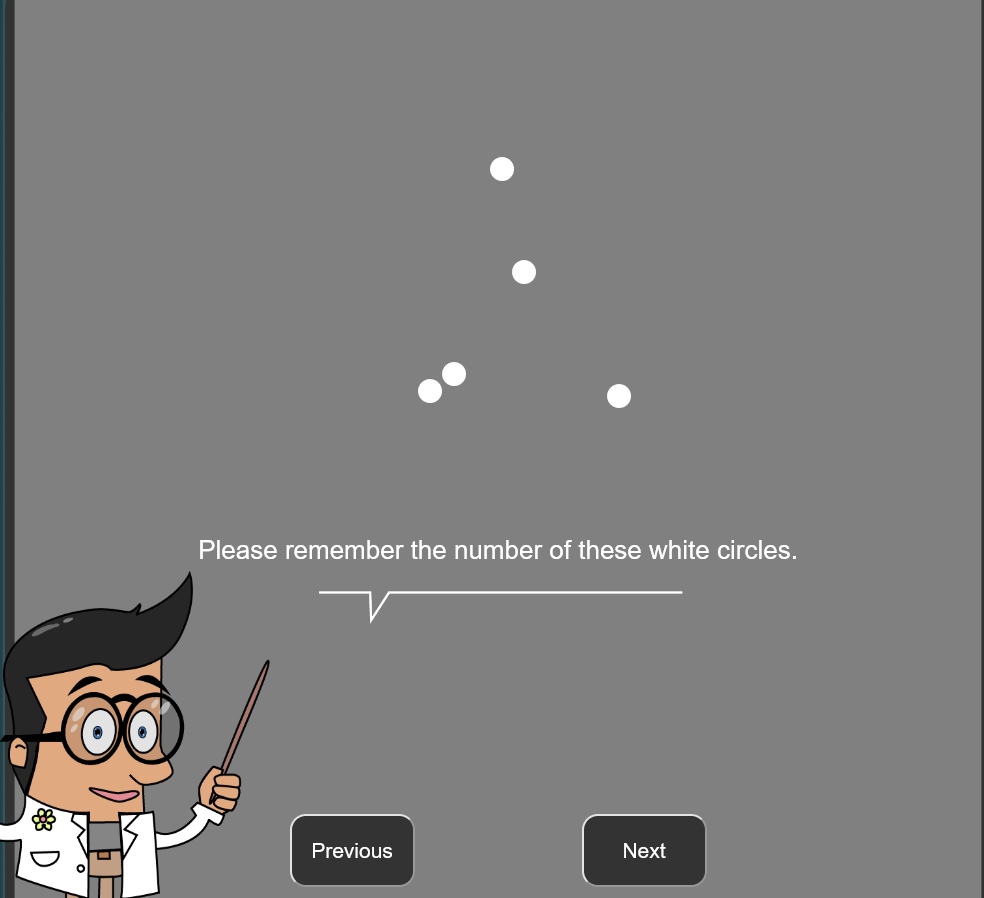 Please remember the number of these white circles.
Previous
Next